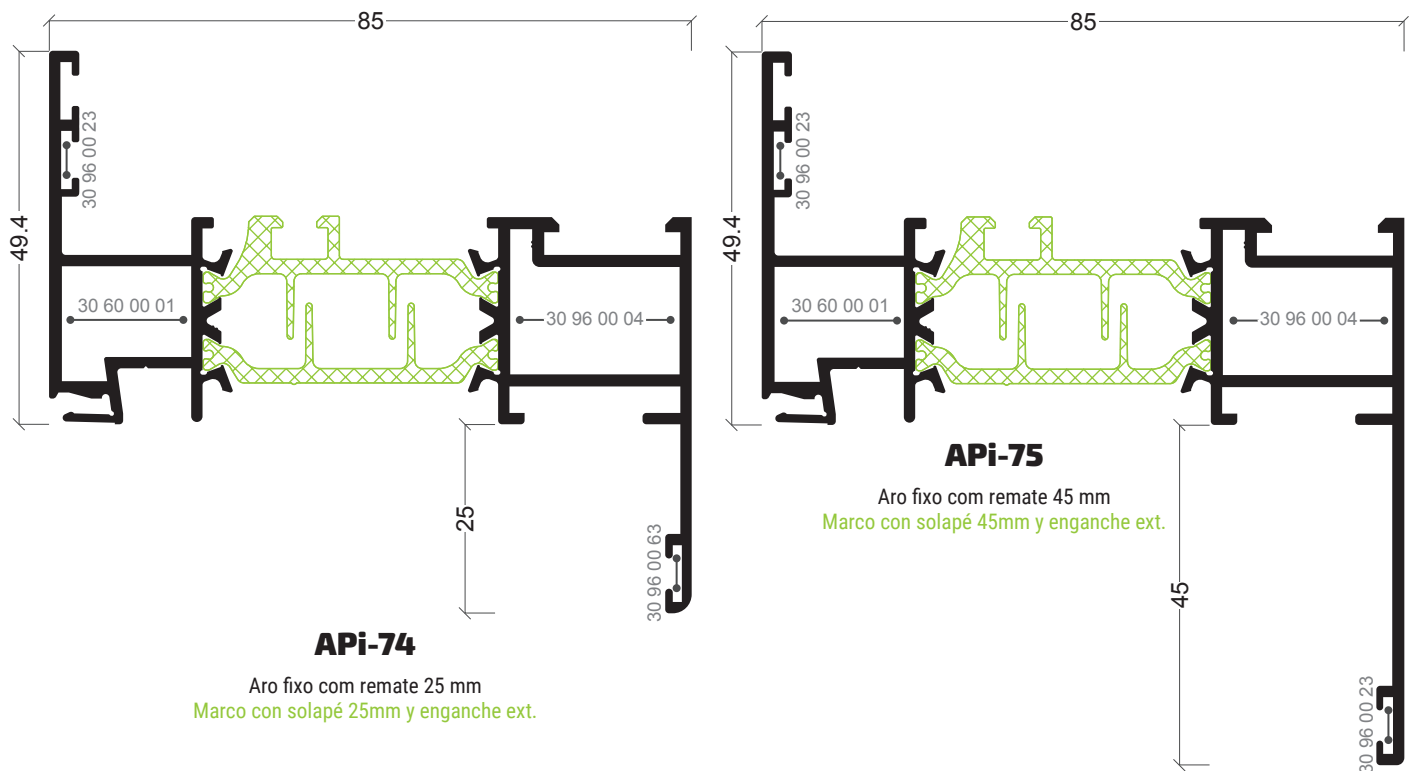 85
49.4
30 96 00 23
30 60 00 01
30 96 00 04
25
30 96 00 63
APi-74
Aro fixo com remate 25 mm
Marco con solapé 25mm y enganche ext.
85
49.4
30 96 00 23
30 60 00 01
30 96 00 04
APi-75
Aro fixo com remate 45 mm
Marco con solapé 45mm y enganche ext.
45
30 96 00 23